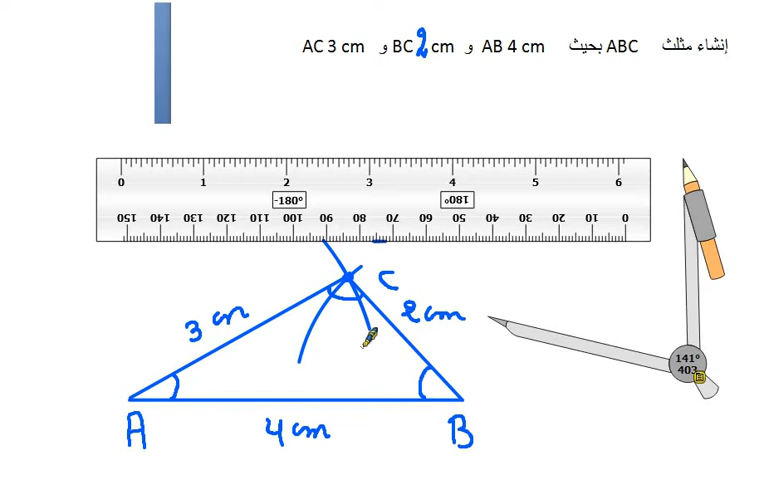 إنشاء مثلث ABC بحيث AB 4 cm و BC 2 cm و AC 3 cm
0 1 2 3 4 5 6
-180° 180°
150 140 130 120 110 100 90 80 70 60 50 40 30 20 10 0
C
3 cm
2 cm
141°
403
A
4 cm
B